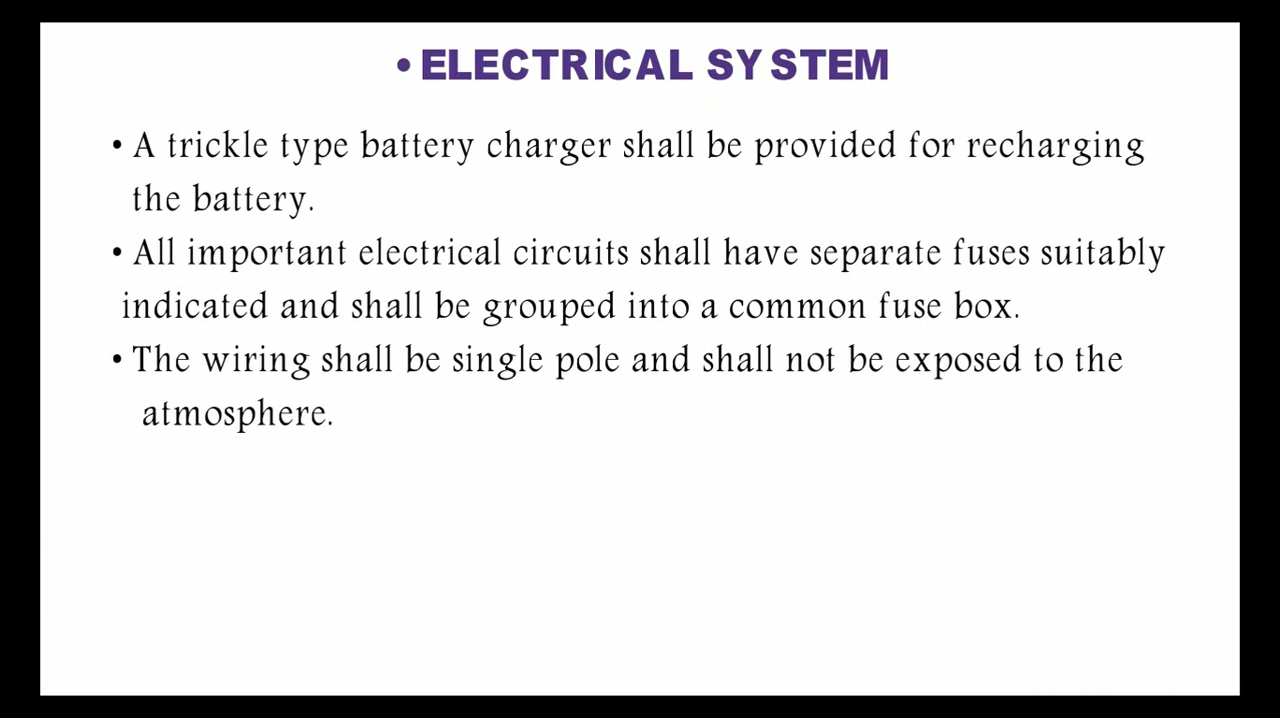 • ELECTRICAL SYSTEM
• A trickle type battery charger shall be provided for recharging
the battery.
• All important electrical circuits shall have separate fuses suitably
indicated and shall be grouped into a common fuse box.
• The wiring shall be single pole and shall not be exposed to the
atmosphere.